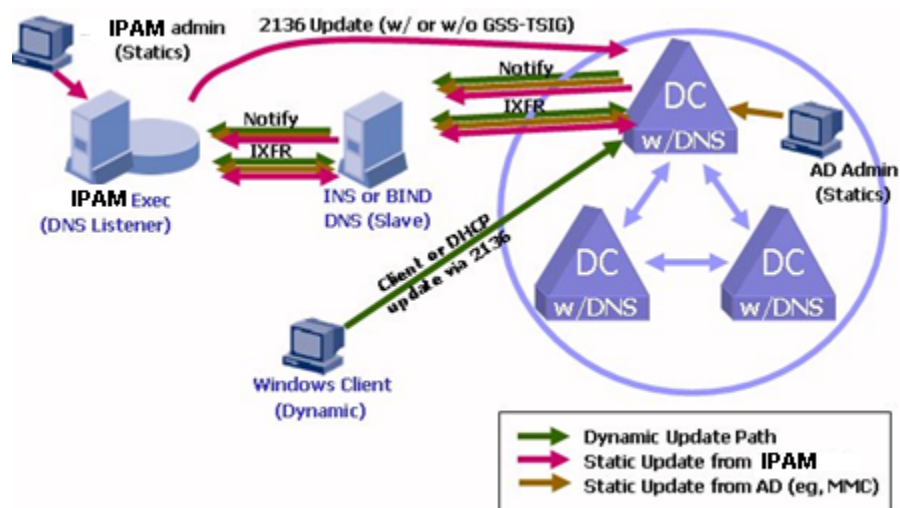 IPAM admin
(Statics)
2136 Update (w/ or w/o GSS-TSIG)
Notify
IXFR
DC
w/DNS
Notify
IXFR
AD Admin
(Statics)
IPAM Exec
(DNS Listener)
INS or BIND
DNS (Slave)
Client or DHCP
update via 2136
DC
w/DNS
DC
w/DNS
Windows Client
(Dynamic)
Dynamic Update Path
Static Update from IPAM
Static Update from AD (eg, MMC)